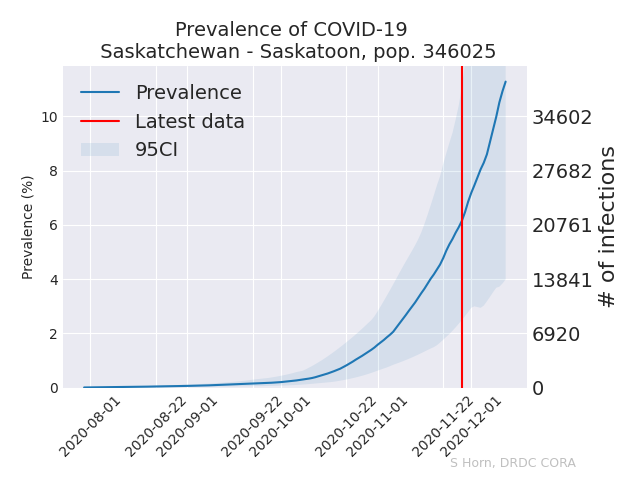 Prevalence of COVID-19
Saskatchewan - Saskatoon, pop. 346025
Prevalence
Latest data
95CI
Prevalence (%)
10
8
6
4
2
0
34602
27682
20761
13841
6920
0
# of infections
2020-08-01
2020-08-22
2020-09-01
2020-09-22
2020-10-01
2020-10-22
2020-11-01
2020-11-22
2020-12-01
S Horn, DRDC CORA